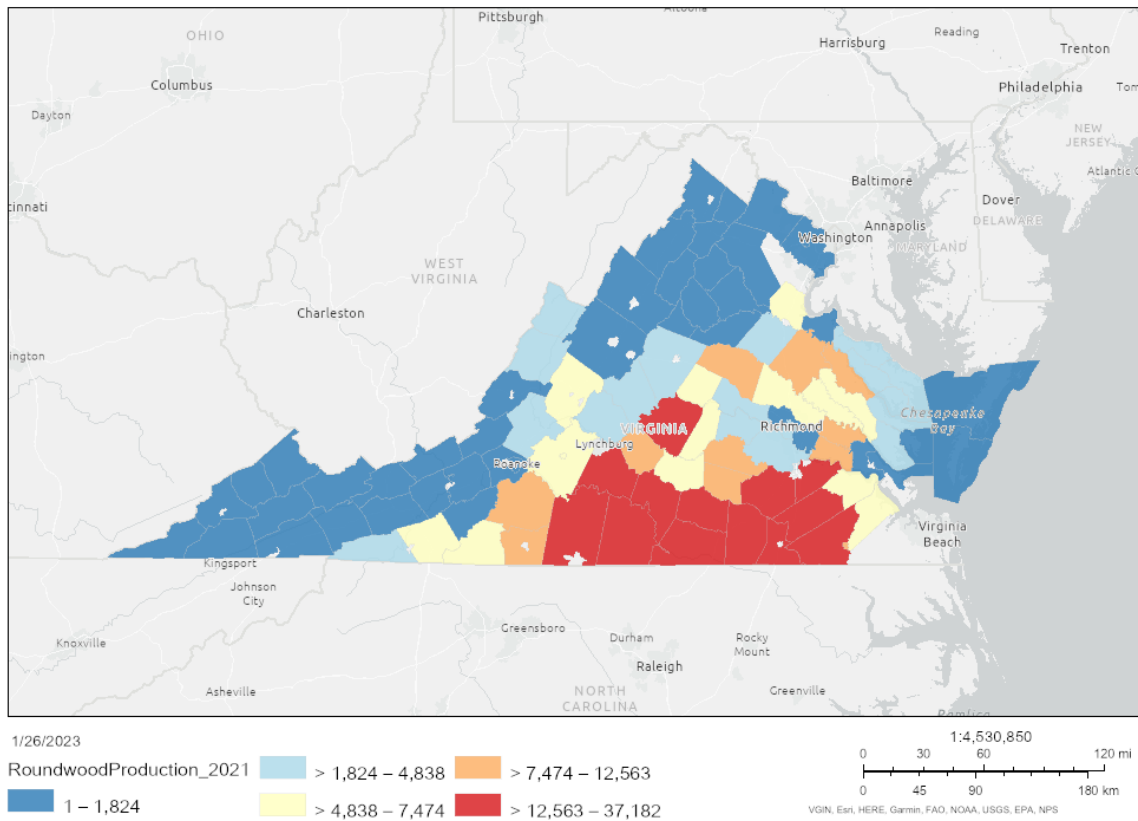 Altoona
Pittsburgh
OHIO
Harrisburg
Reading
Trenton
Columbus
Philadelphia
Tom
Dayton
NEW
JERSEY
Atlantic C
Baltimore
cinnati
Dover
Annapolis
DELAWARE
Washington
MARYLAND
WEST
VIRGINIA
Charleston
ington
Chesapeake
Bay
VIRGINIA
Richmond
Lynchburg
Roanoke
Virginia
Beach
Kingsport
Johnson
City
Greensboro
Durham
Rocky
Mount
Knoxville
Raleigh
Asheville
NORTH
CAROLINA
Greenville
Pamlico
1/26/2023
RoundwoodProduction_2021
1 – 1,824
> 1,824 – 4,838
> 4,838 – 7,474
> 7,474 – 12,563
> 12,563 – 37,182
1:4,530,850
0 30 60 120 mi
0 45 90 180 km
VGIN, Esri, HERE, Garmin, FAO, NOAA, USGS, EPA, NPS